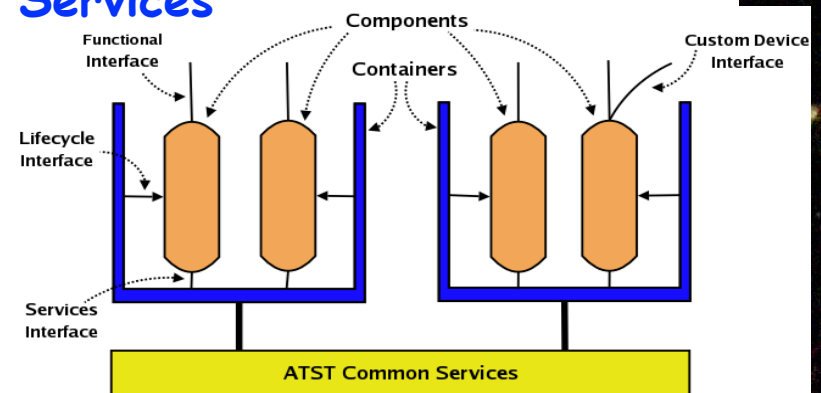 Services
Components
Functional
Interface
Containers
Custom Device
Interface
Lifecycle
Interface
Services
Interface
ATST Common Services